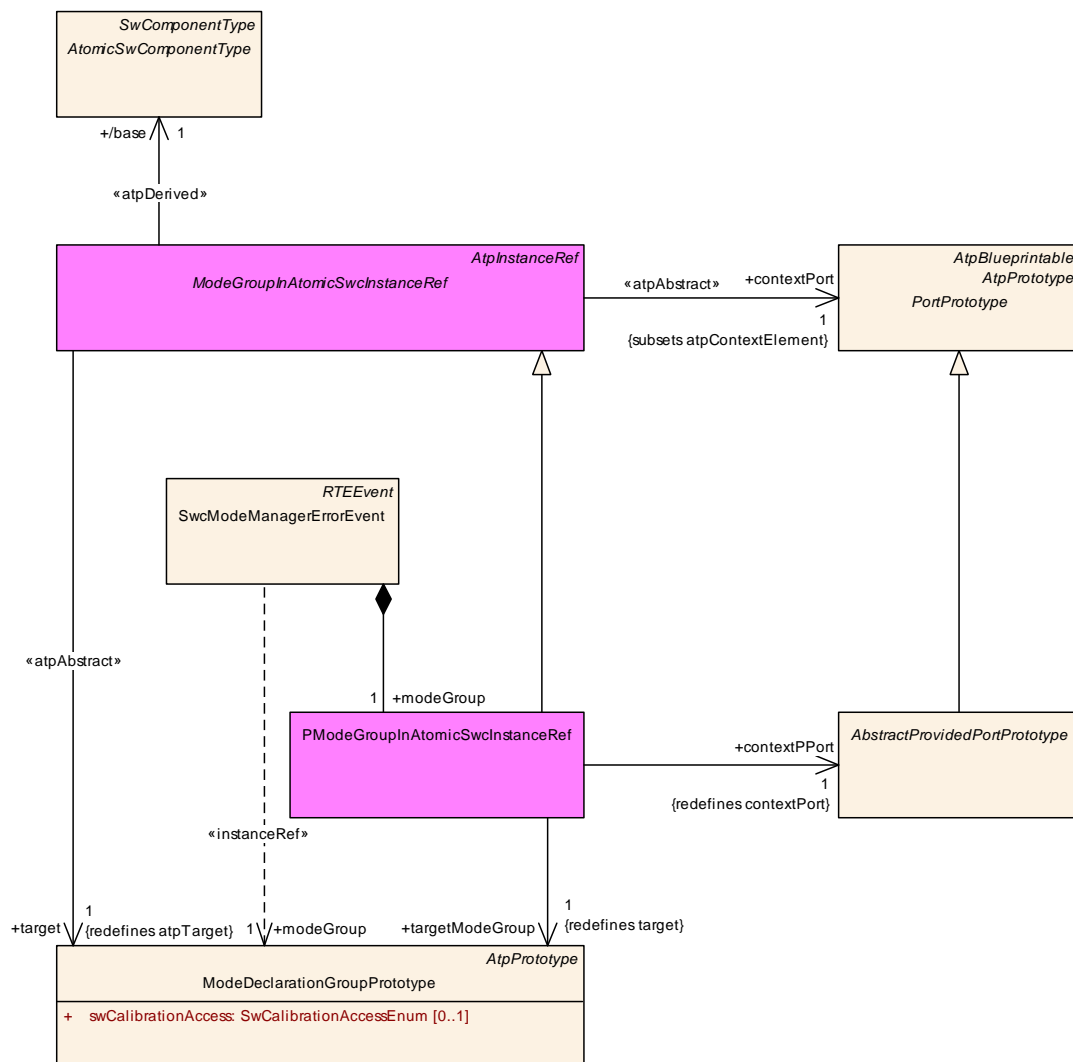 SwComponentType
AtomicSwComponentType
+/base 1
«atpDerived»
AtpInstanceRef
ModeGroupInAtomicSwcInstanceRef
«atpAbstract»
+contextPort
1
{subsets atpContextElement}
AtpBlueprintable
AtpPrototype
PortPrototype
RTEEvent
SwcModeManagerErrorEvent
«atpAbstract»
1 +modeGroup
PModeGroupInAtomicSwcInstanceRef
+contextPPort
1
{redefines contextPort}
AbstractProvidedPortPrototype
«instanceRef»
1
+target {redefines atpTarget}
1 +modeGroup
+targetModeGroup
1
{redefines target}
AtpPrototype
ModeDeclarationGroupPrototype
+ swCalibrationAccess: SwCalibrationAccessEnum [0..1]